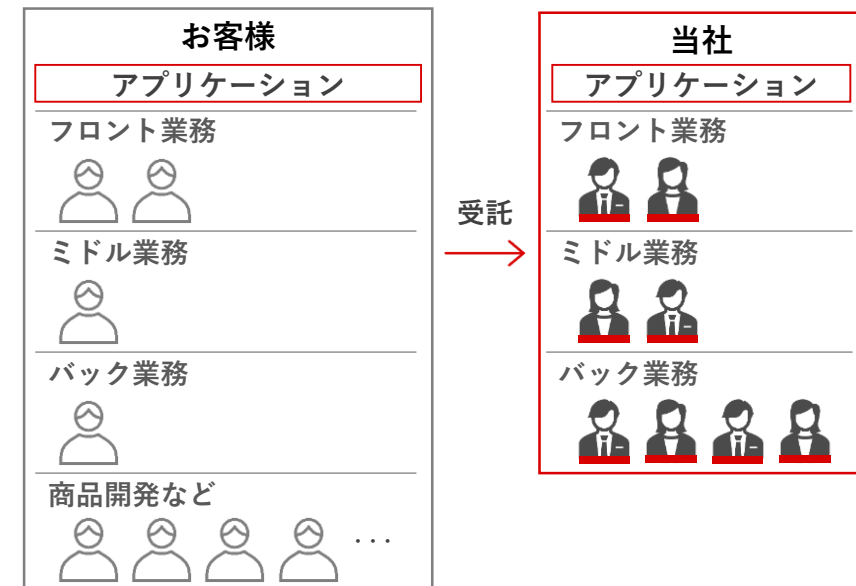 お客様
アプリケーション
フロント業務
ミドル業務
バック業務
商品開発など
...
受託
当社
アプリケーション
フロント業務
ミドル業務
バック業務